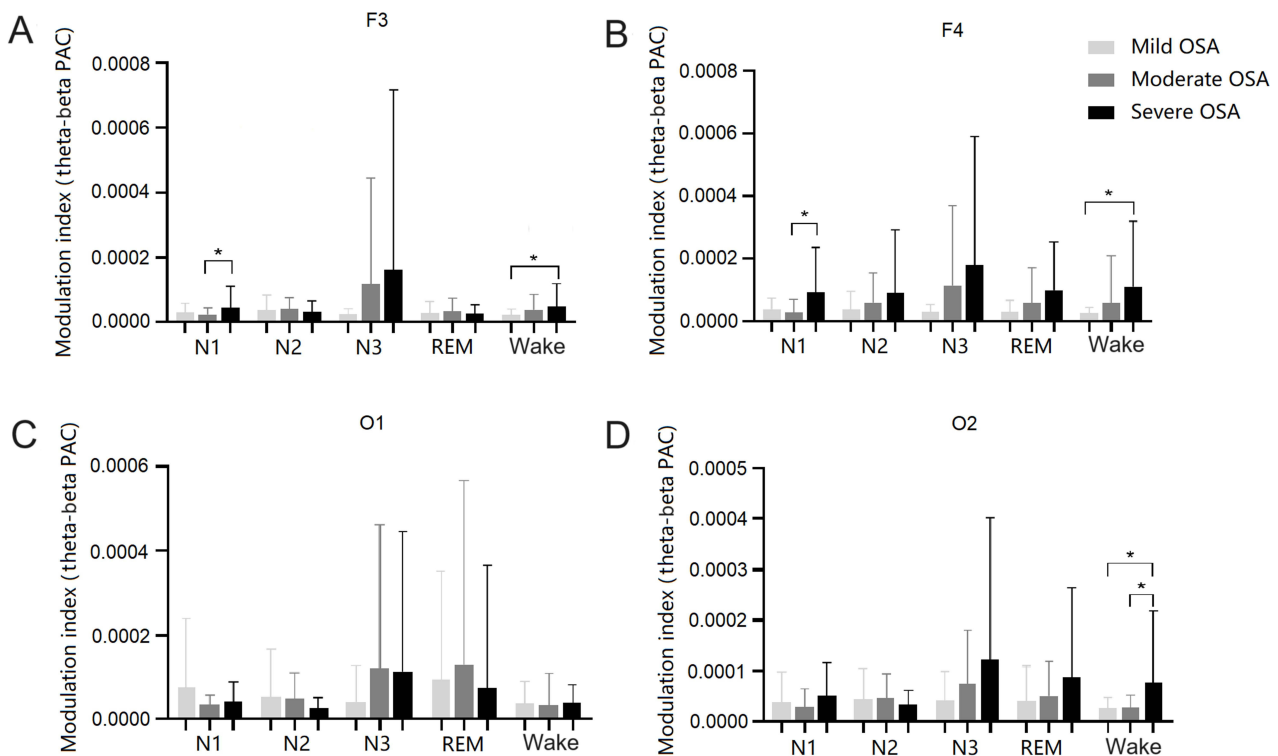 A
F3
Modulation index (theta-beta PAC)
0.0008
0.0006
0.0004
0.0002
0.0000
*
*
N1 N2 N3 REM Wake
B
F4
Mild OSA
Moderate OSA
Severe OSA
Modulation index (theta-beta PAC)
0.0008
0.0006
0.0004
0.0002
0.0000
*
*
N1 N2 N3 REM Wake
C
O1
Modulation index (theta-beta PAC)
0.0006
0.0004
0.0002
0.0000
N1 N2 N3 REM Wake
D
O2
Modulation index (theta-beta PAC)
0.0005
0.0004
0.0003
0.0002
0.0001
0.0000
*
*
N1 N2 N3 REM Wake